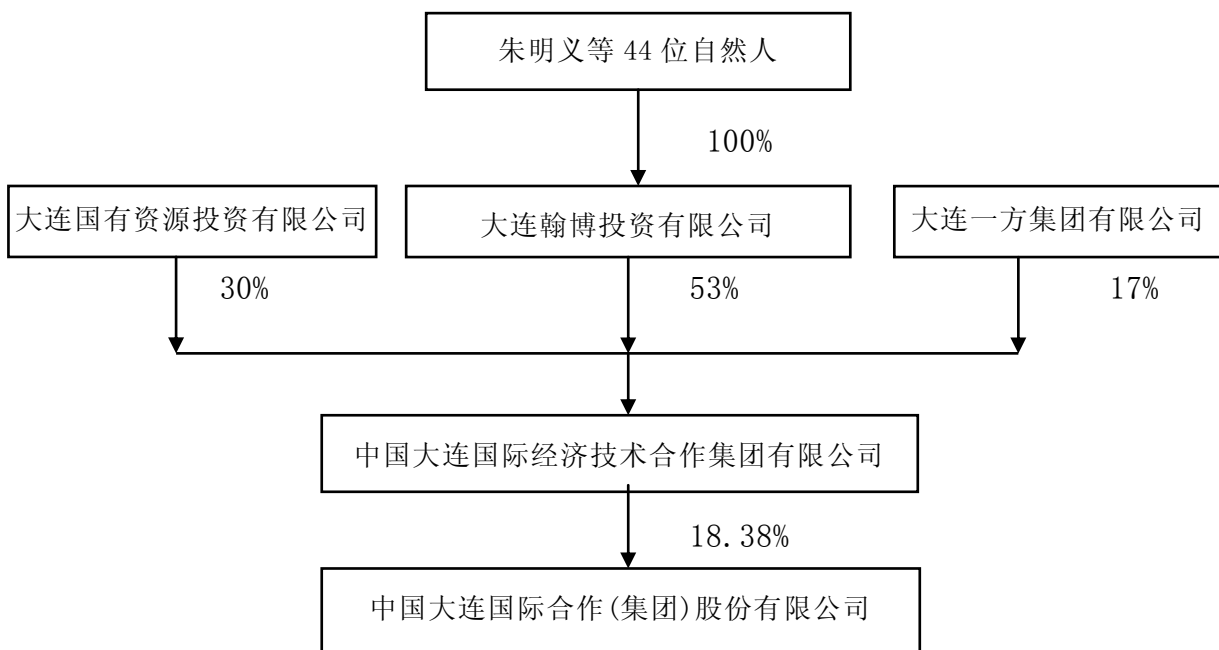 朱明义等 44 位自然人
100%
大连国有资源投资有限公司
大连翰博投资有限公司
大连一方集团有限公司
30%
53%
17%
中国大连国际经济技术合作集团有限公司
18.38%
中国大连国际合作(集团)股份有限公司